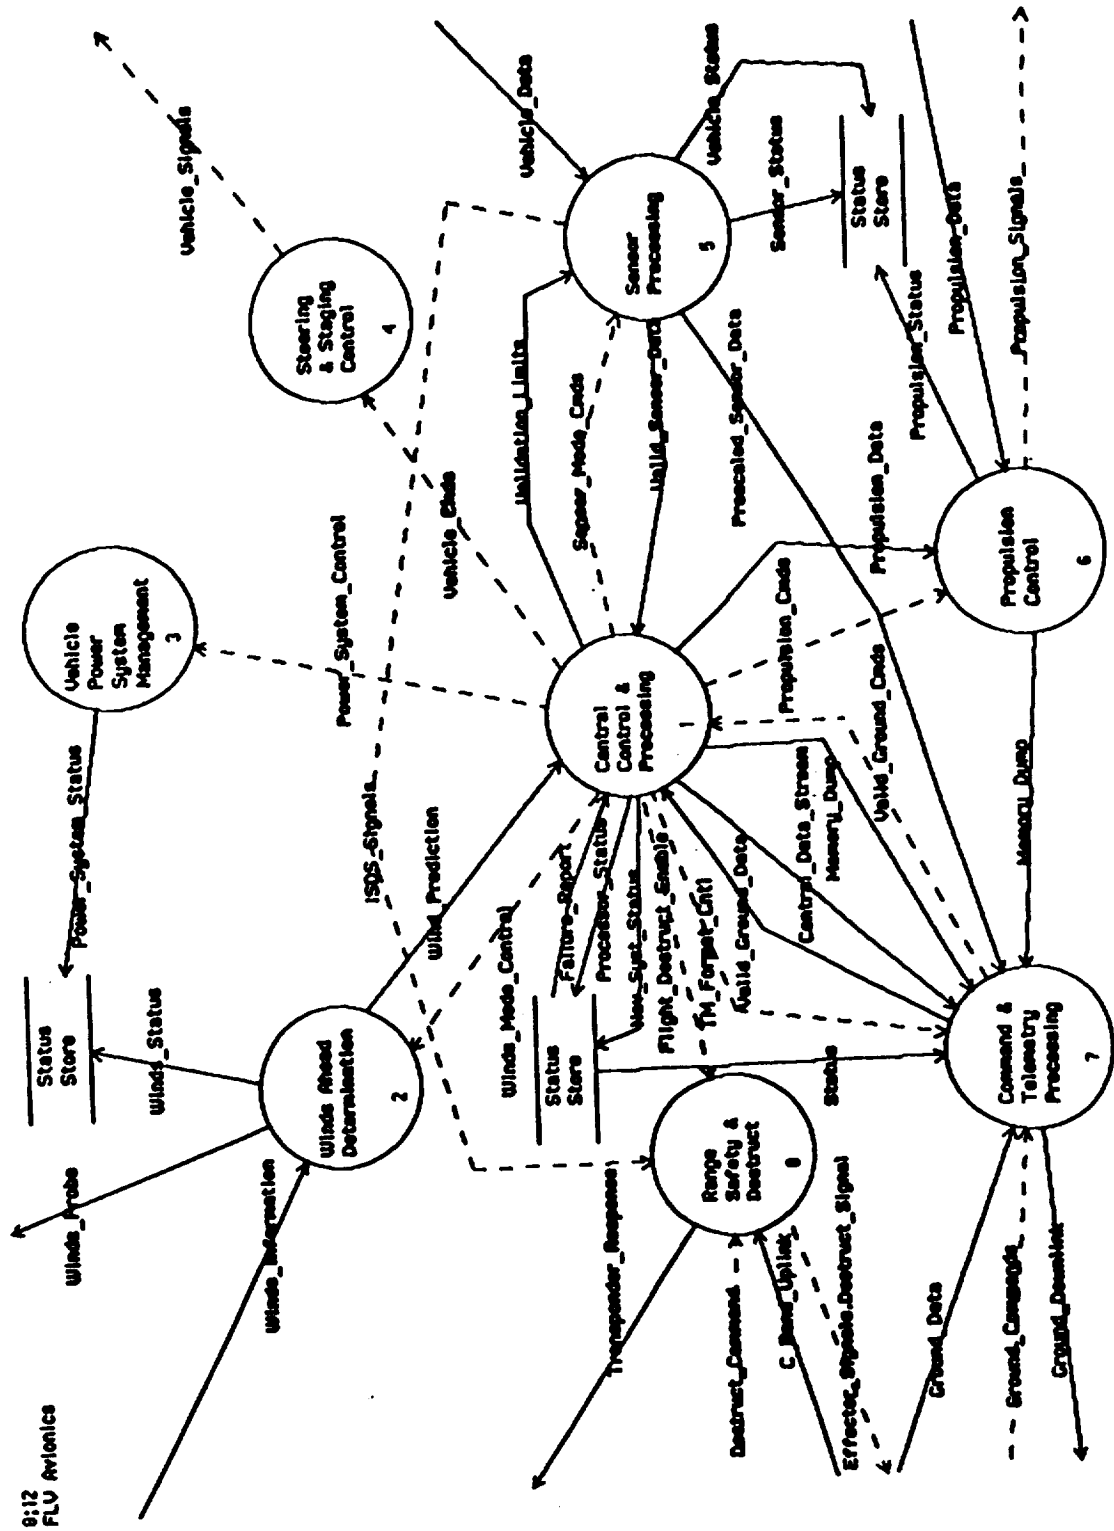 0;12
FLV Avionics
Winds_Probe
Winds_Information
Status
Store
Winds_Status
Power_System_Status
Vehicle
Power
System
Management
3
Winds Ahead
Determination
2
Wind_Prediction
ISDS_Signals
Power_System_Control
Steering
& Staging
Control
4
Vehicle_Signals
Vehicle_Cmds
Winds_Mode_Control
Failure_Report
Processor_Status
Nav_Syst_Status
Flight_Destruct_Enable
TM_Format_Cntl
Valid_Ground_Data
Control_Data_Stream
Memory_Dump
Status
Store
Status
Central
Control &
Processing
1
Validation_Limits
Sensor_Mode_Cmds
Valid_Sensor_Data
Prescaled_Sensor_Data
Sensor
Processing
5
Vehicle_Data
Vehicle_Status
Sensor_Status
Status
Store
Propulsion_Status
Propulsion_Data
Propulsion_Signals
Propulsion_Data
Propulsion_Cmds
Valid_Ground_Cmds
Propulsion
Control
6
Memory_Dump
Transponder_Response
Range
Safety &
Destruct
8
Destruct_Command
C_Band_Uplink
Effector_Signals.Destruct_Signal
Ground_Data
Ground_Commands
Ground_Downlink
Command &
Telemetry
Processing
7